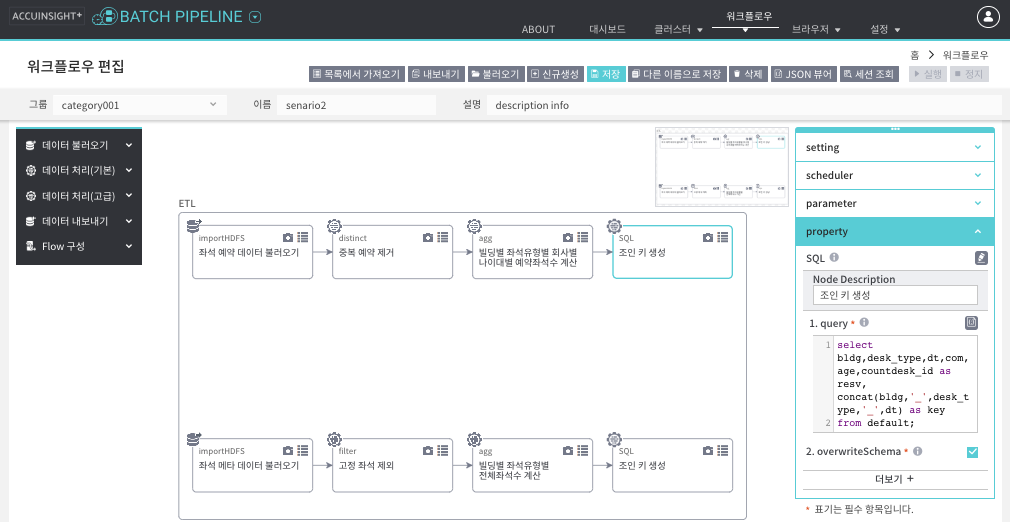 ACCUINSIGHT+ BATCH PIPELINE
ABOUT 대시보드 클러스터 워크플로우 브라우저 설정
홈 > 워크플로우
워크플로우 편집
목록에서 가져오기 내보내기 불러오기 신규생성 저장 다른 이름으로 저장 삭제 JSON 뷰어 세션 조회 실행 정지
그룹 category001 이름 senario2 설명 description info
데이터 불러오기
데이터 처리(기본)
데이터 처리(고급)
데이터 내보내기
Flow 구성
ETL
importHDFS
좌석 예약 데이터 불러오기
distinct
중복 예약 제거
agg
빌딩별 좌석유형별 회사별
나이대별 예약좌석수 계산
SQL
조인 키 생성
importHDFS
좌석 메타 데이터 불러오기
filter
고정 좌석 제외
agg
빌딩별 좌석유형별
전체좌석수 계산
SQL
조인 키 생성
setting
scheduler
parameter
property
SQL
Node Description
조인 키 생성
1. query *
1 select
bldg,desk_type,dt,com,
age,countdesk_id as
resv,
concat(bldg,'_',desk_t
ype,'_',dt) as key
2 from default;
2. overwriteSchema *
더보기 +
* 표기는 필수 항목입니다.